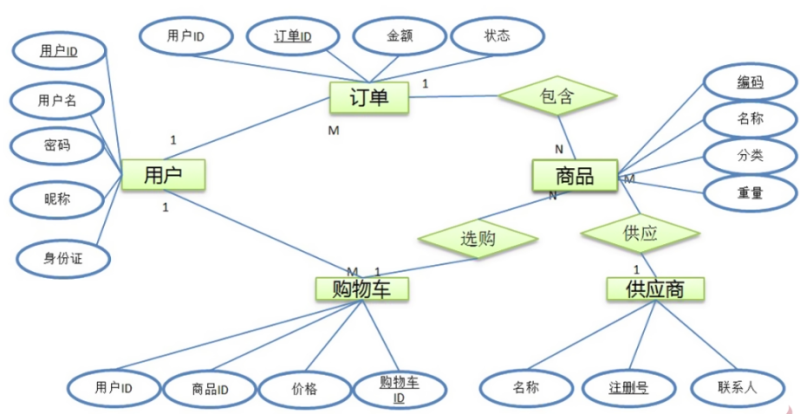 用户ID
订单ID
金额
状态
用户ID
用户名
密码
昵称
身份证
订单
1
M
包含
N
编码
名称
分类
重量
1
用户
1
商品
M
N
选购
供应
M
1
1
购物车
供应商
用户ID
商品ID
价格
购物车
ID
名称
注册号
联系人